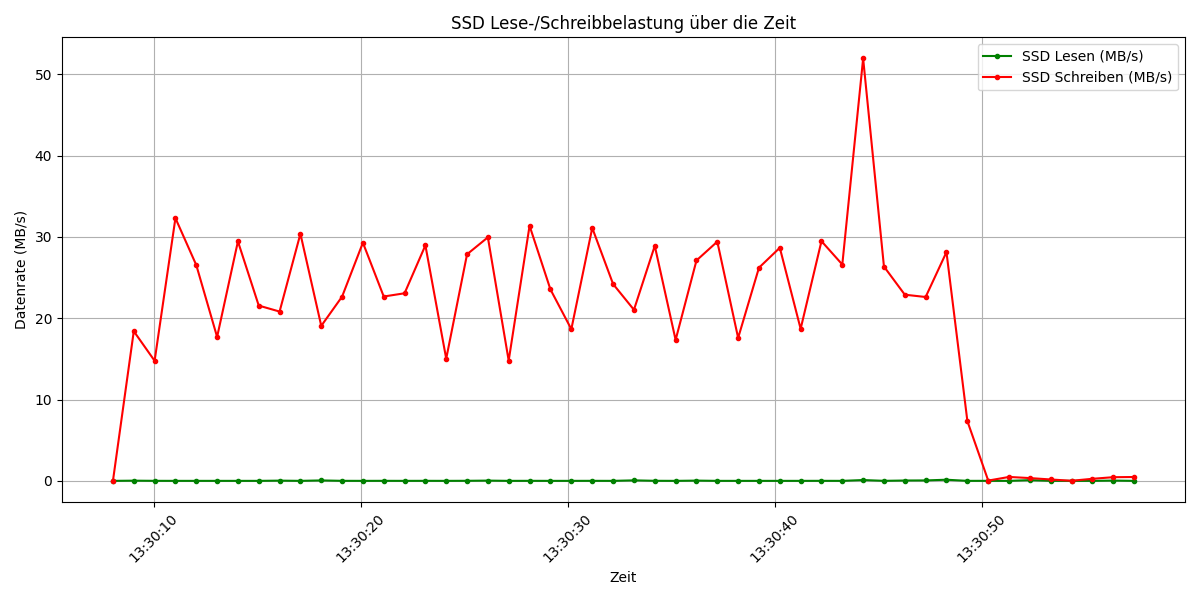 SSD Lese-/Schreibbelastung über die Zeit
SSD Lesen (MB/s)
SSD Schreiben (MB/s)
Datenrate (MB/s)
50
40
30
20
10
0
13:30:10
13:30:20
13:30:30
13:30:40
13:30:50
Zeit